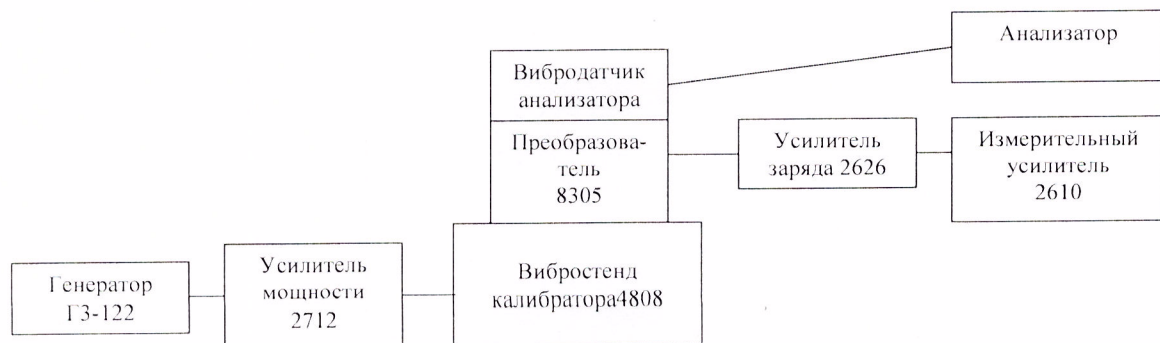 Анализатор
Вибродатчик
анализатора
Преобразова-
тель
8305
Усилитель
заряда 2626
Измерительный
усилитель
2610
Генератор
Г3-122
Усилитель
мощности
2712
Вибростенд
калибратора4808